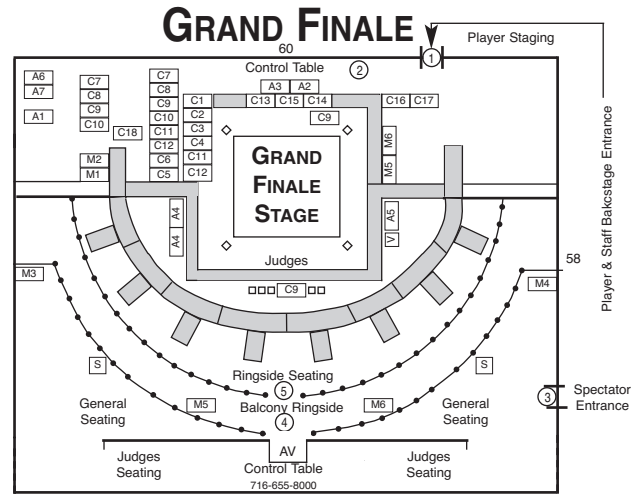 GRAND FINALE
60
Player Staging
Control Table
2
1
A6
A7
A1
C7
C8
C9
C10
C18
M2
M1
C7
C8
C9
C10
C11
C12
C6
C5
C1
C2
C3
C4
C11
C12
A3 A2
C13 C15 C14
C16 C17
C9
M6
M5
GRAND
FINALE
STAGE
A4
A4
A5
V
Judges
C9
Player & Staff Bakcstage Entrance
58
M3
M4
S
S
Ringside Seating
5
Balcony Ringside
4
M5
M6
General
Seating
General
Seating
3
Spectator
Entrance
AV
Control Table
716-655-8000
Judges
Seating
Judges
Seating